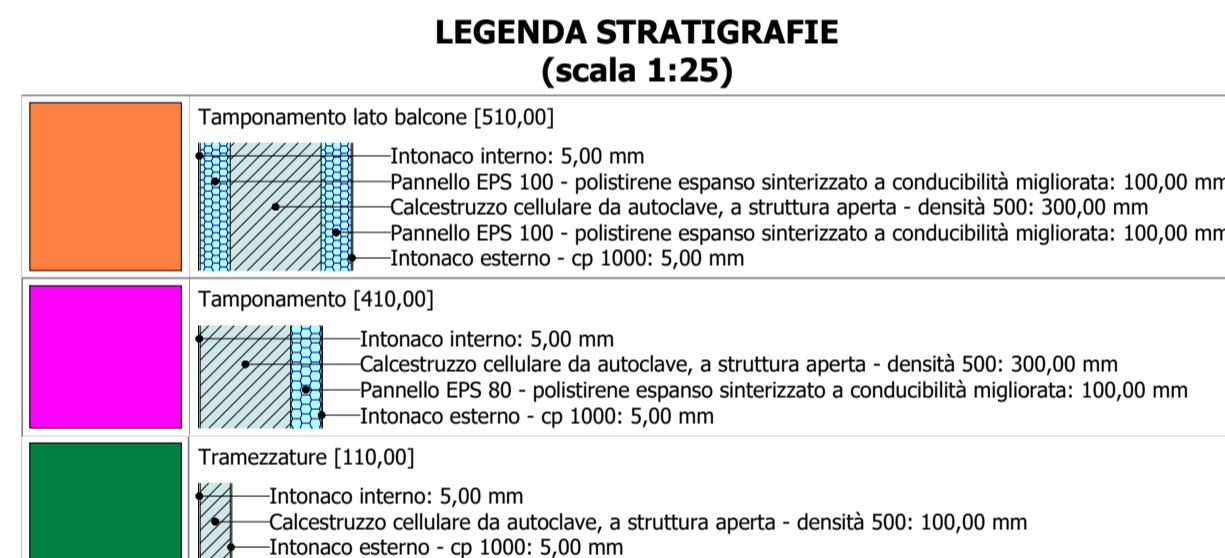 LEGENDA STRATIGRAFIE
(scala 1:25)
Tamponamento lato balcone [510,00]
Intonaco interno: 5,00 mm
Pannello EPS 100 - polistirene espanso sinterizzato a conducibilità migliorata: 100,00 mm
Calcestruzzo cellulare da autoclave, a struttura aperta - densità 500: 300,00 mm
Pannello EPS 100 - polistirene espanso sinterizzato a conducibilità migliorata: 100,00 mm
Intonaco esterno - cp 1000: 5,00 mm
Tamponamento [410,00]
Intonaco interno: 5,00 mm
Calcestruzzo cellulare da autoclave, a struttura aperta - densità 500: 300,00 mm
Pannello EPS 80 - polistirene espanso sinterizzato a conducibilità migliorata: 100,00 mm
Intonaco esterno - cp 1000: 5,00 mm
Tramezzature [110,00]
Intonaco interno: 5,00 mm
Calcestruzzo cellulare da autoclave, a struttura aperta - densità 500: 100,00 mm
Intonaco esterno - cp 1000: 5,00 mm